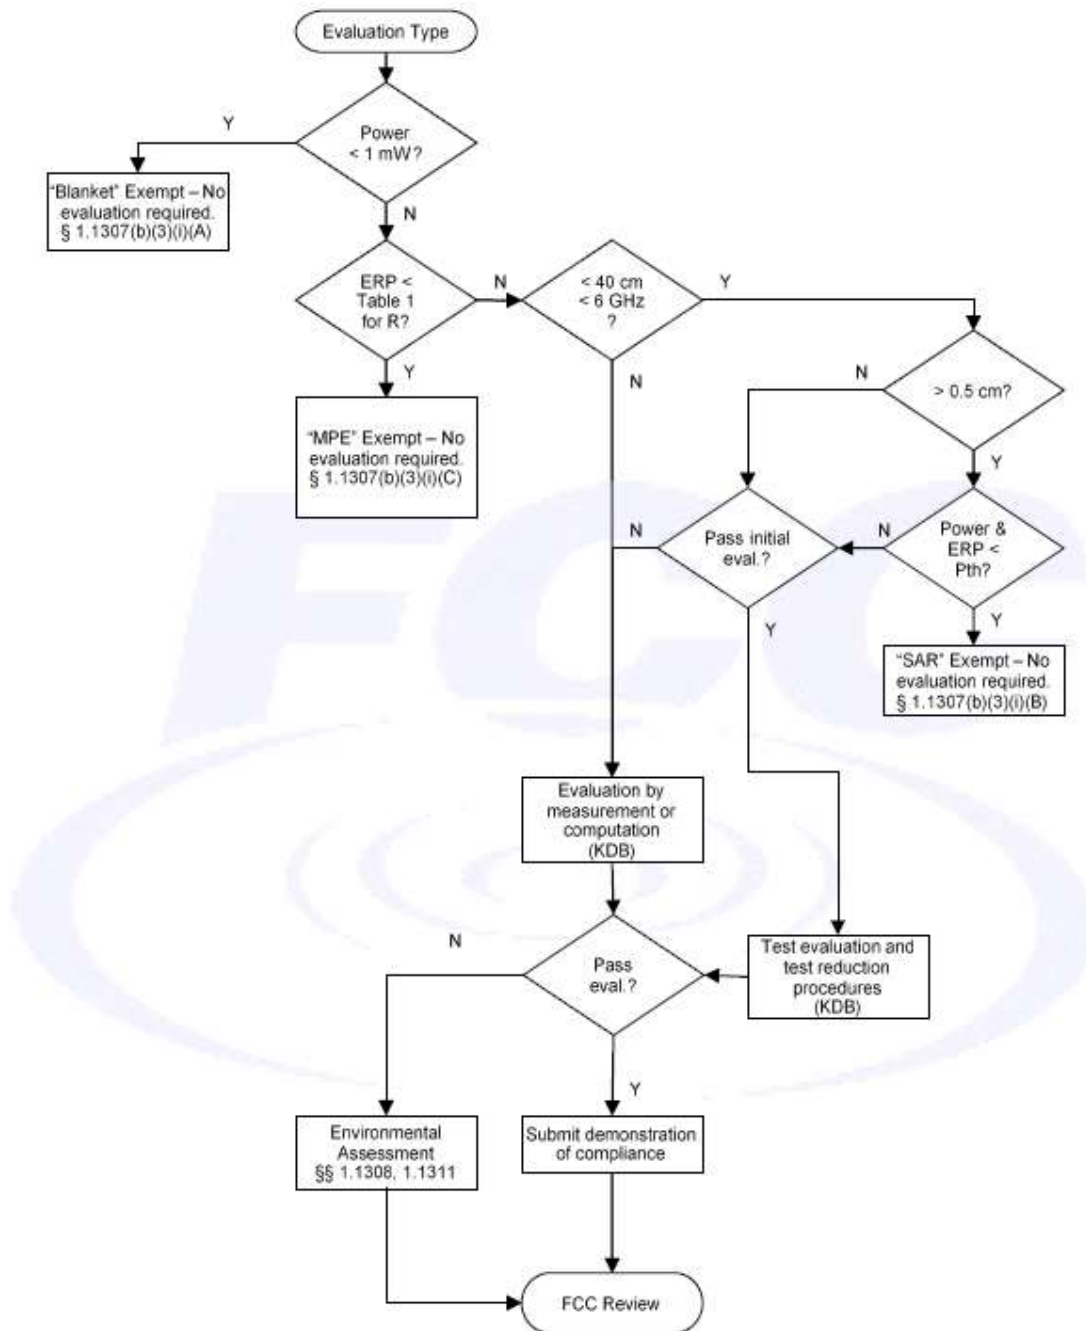 Evaluation Type
Y
Power
< 1 mW?
"Blanket" Exempt – No
evaluation required.
§ 1.1307(b)(3)(i)(A)
N
ERP <
Table 1
for R?
N
< 40 cm
< 6 GHz
?
Y
Y
N
N
> 0.5 cm?
"MPE" Exempt – No
evaluation required.
§ 1.1307(b)(3)(i)(C)
Y
FCC
N
Pass initial
eval.?
N
Power &
ERP <
Pth?
Y
Y
"SAR" Exempt – No
evaluation required.
§ 1.1307(b)(3)(i)(B)
Evaluation by
measurement or
computation
(KDB)
N
Pass
eval.?
Test evaluation and
test reduction
procedures
(KDB)
Y
Environmental
Assessment
§§ 1.1308, 1.1311
Submit demonstration
of compliance
FCC Review